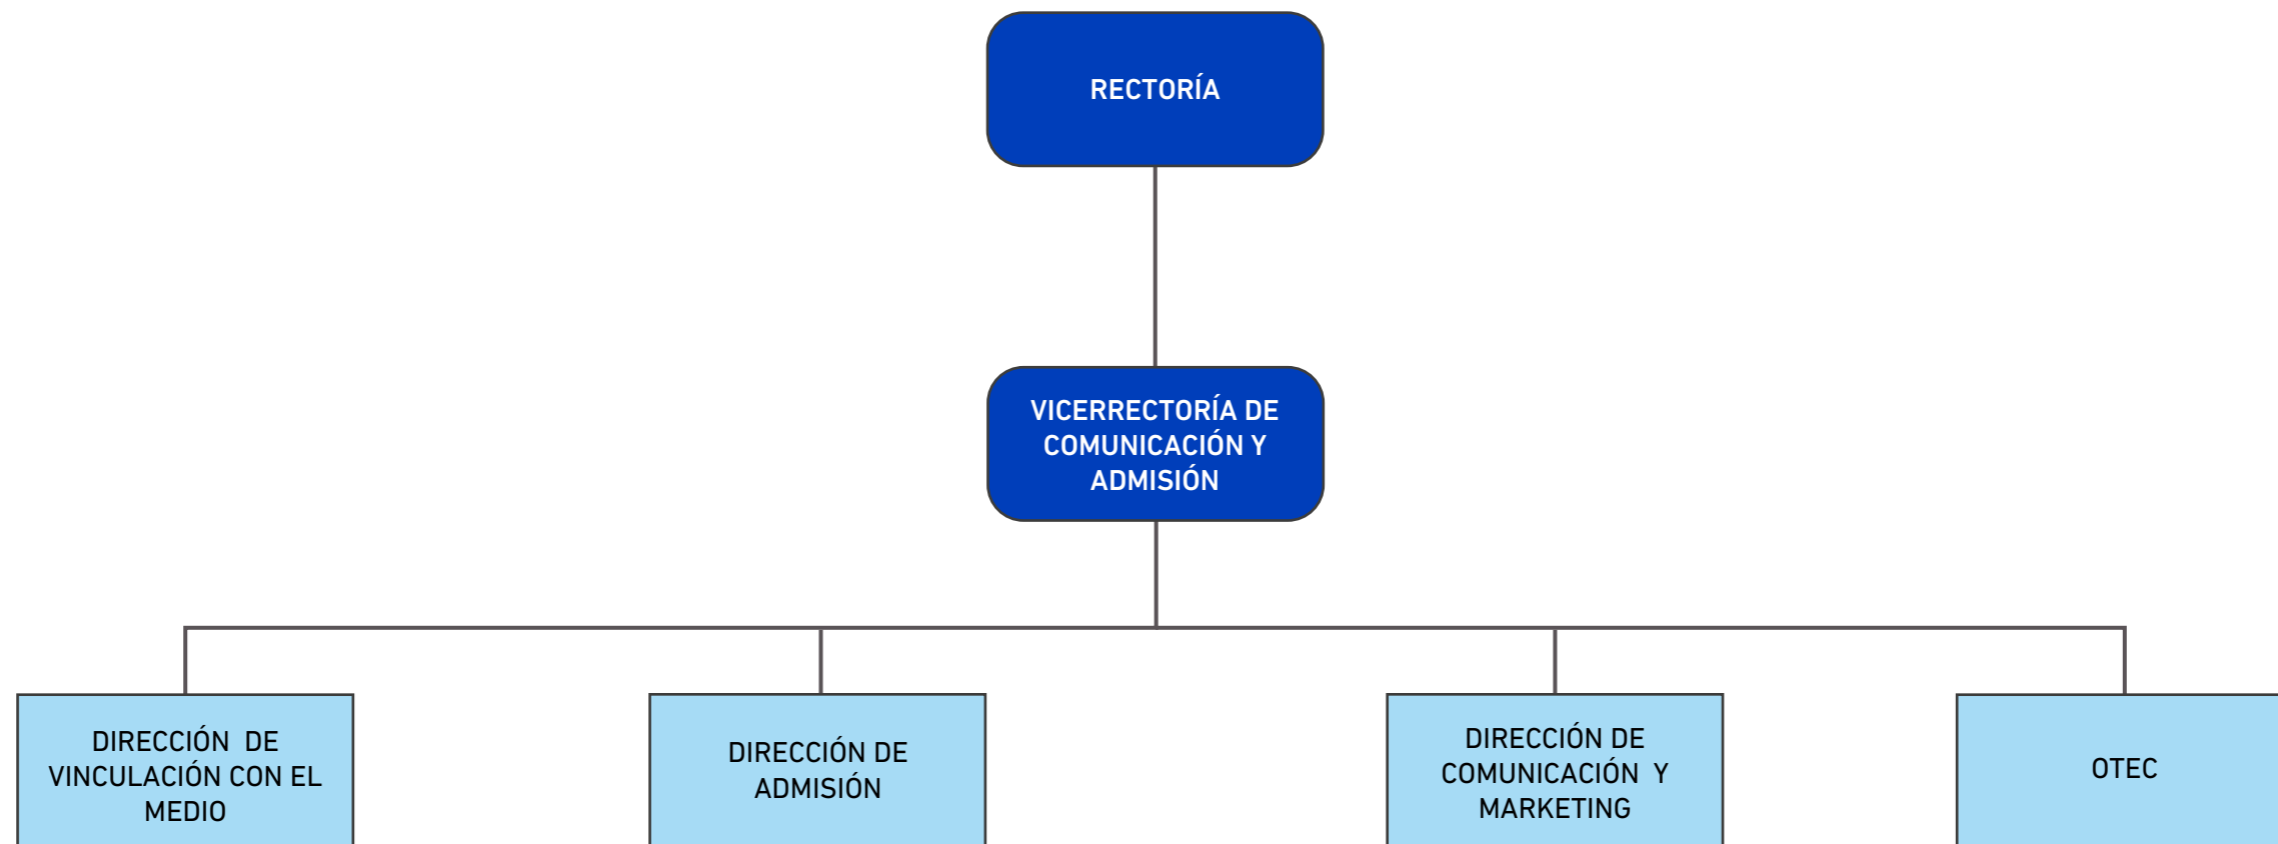 RECTORÍA
VICERRECTORÍA DE
COMUNICACIÓN Y
ADMISIÓN
DIRECCIÓN  DE
VINCULACIÓN CON EL
MEDIO
DIRECCIÓN DE
ADMISIÓN
DIRECCIÓN DE
COMUNICACIÓN  Y
MARKETING
OTEC